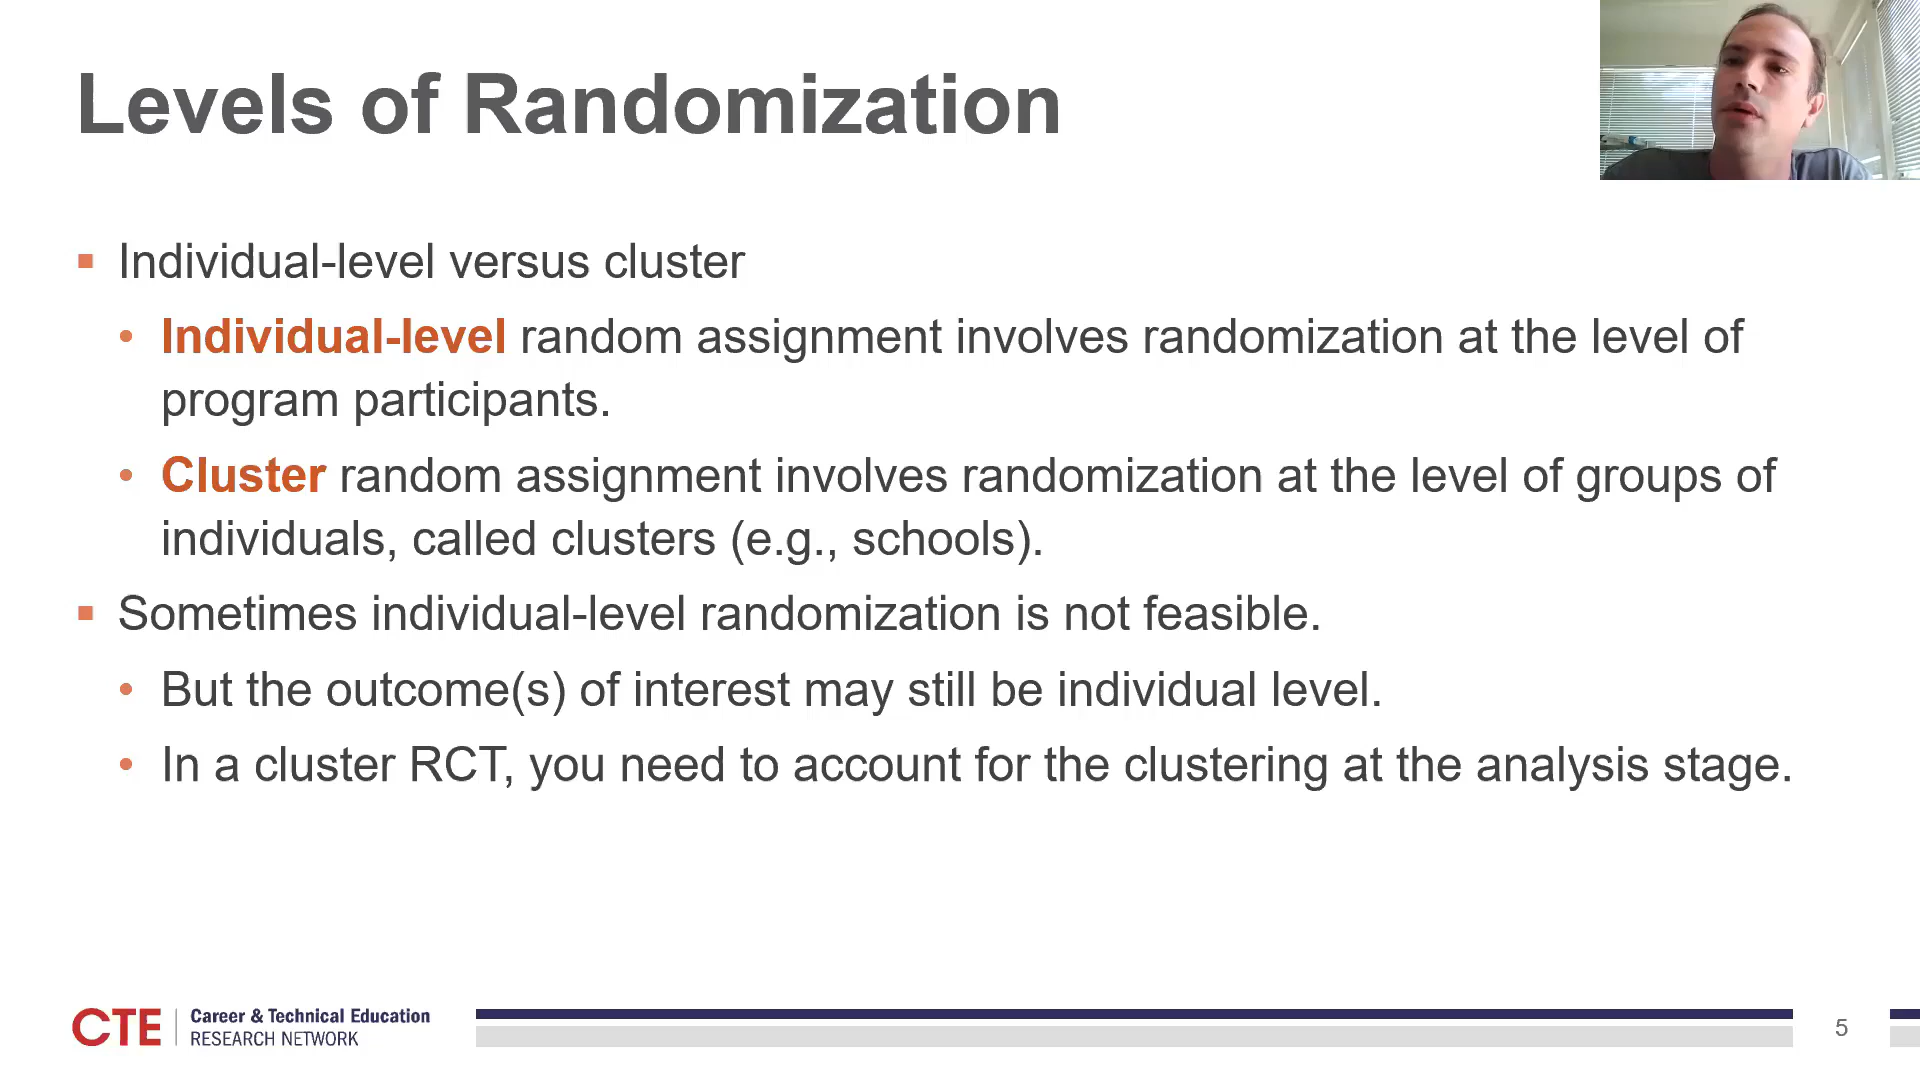 Levels of Randomization
Individual-level versus cluster
Individual-level random assignment involves randomization at the level of
program participants.
Cluster random assignment involves randomization at the level of groups of
individuals, called clusters (e.g., schools).
Sometimes individual-level randomization is not feasible.
But the outcome(s) of interest may still be individual level.
In a cluster RCT, you need to account for the clustering at the analysis stage.
CTE
Career & Technical Education
RESEARCH NETWORK
5